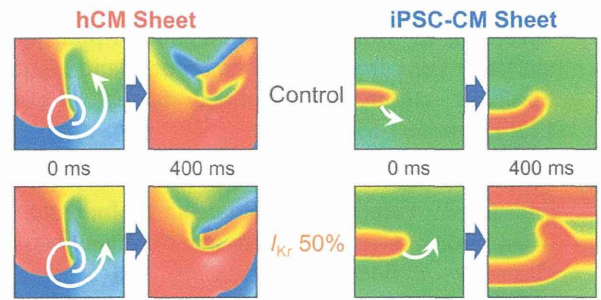 hCM Sheet
iPSC-CM Sheet
Control
0 ms
400 ms
0 ms
400 ms
IKr 50%